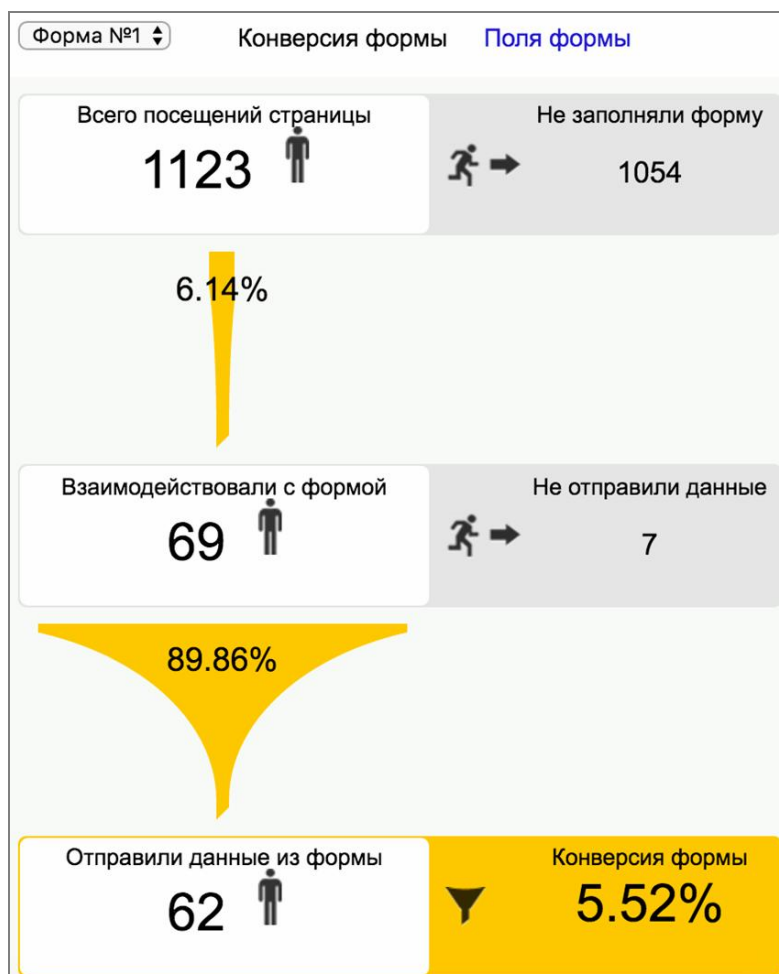 Форма №1 Конверсия формы Поля формы
Всего посещений страницы Не заполняли форму
1123 1054
6.14%
Взаимодействовали с формой Не отправили данные
69 7
89.86%
Отправили данные из формы Конверсия формы
62 5.52%